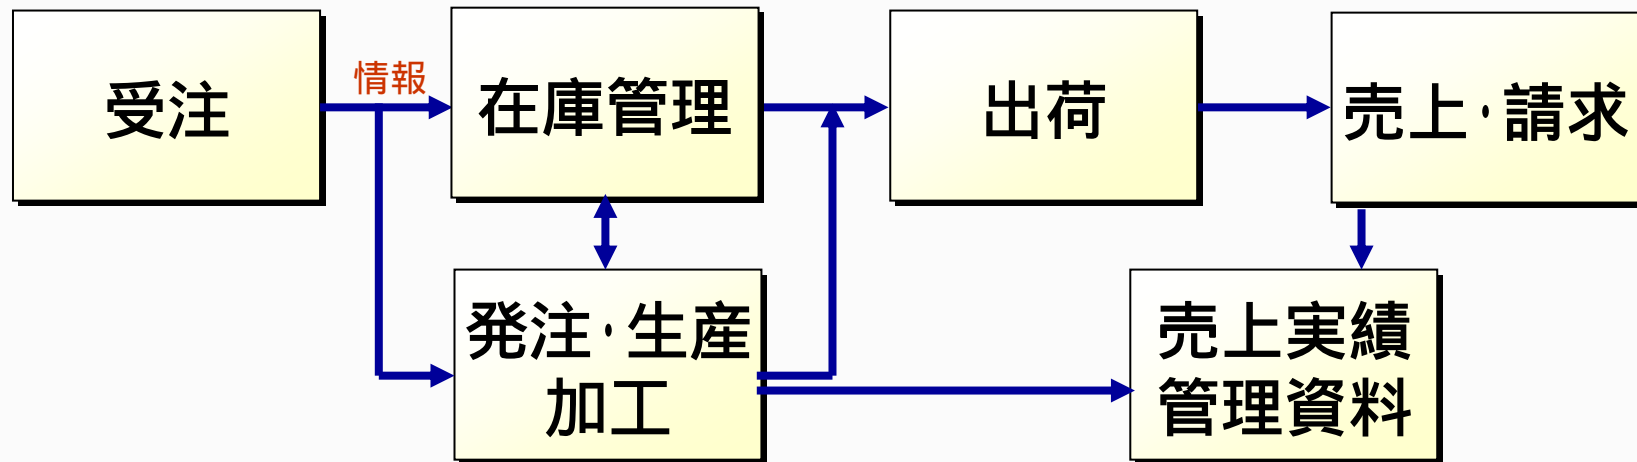 受注
情報
在庫管理
出荷
売上・請求
発注・生産
加工
売上実績
管理資料